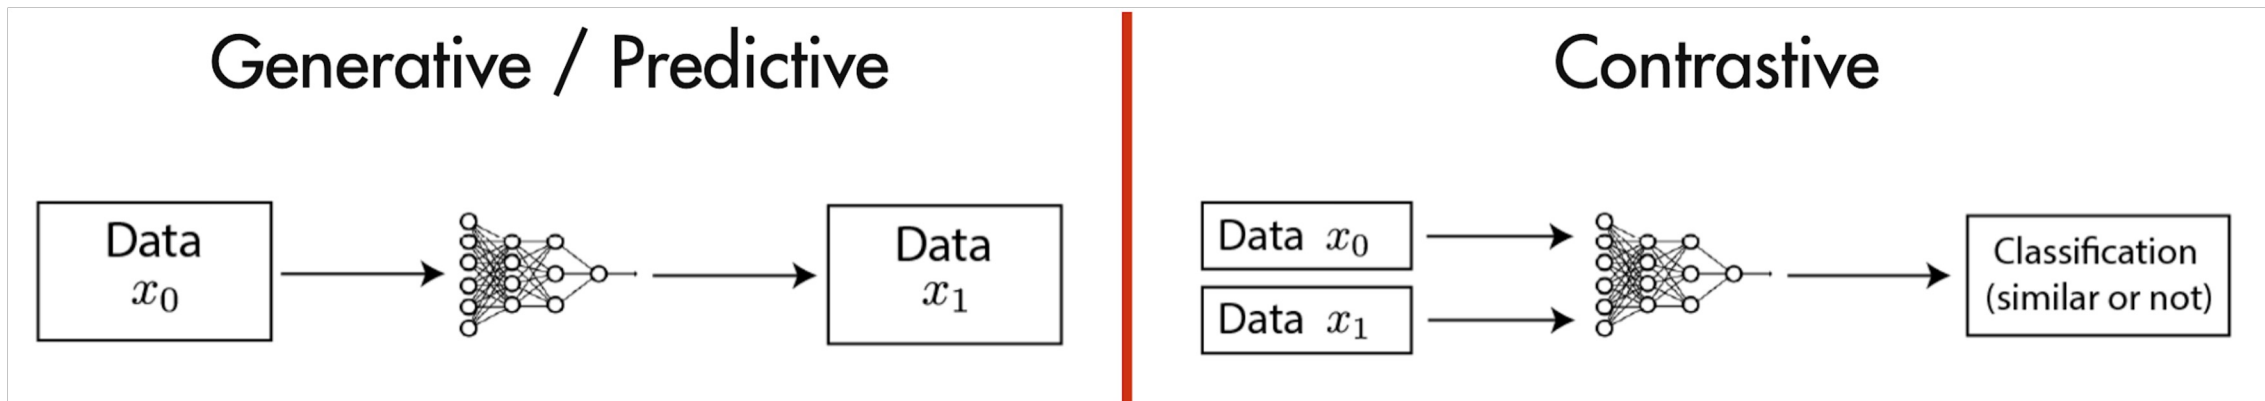 Generative / Predictive
Data
x₀
Data
x₁
Contrastive
Data x₀
Data x₁
Classification
(similar or not)